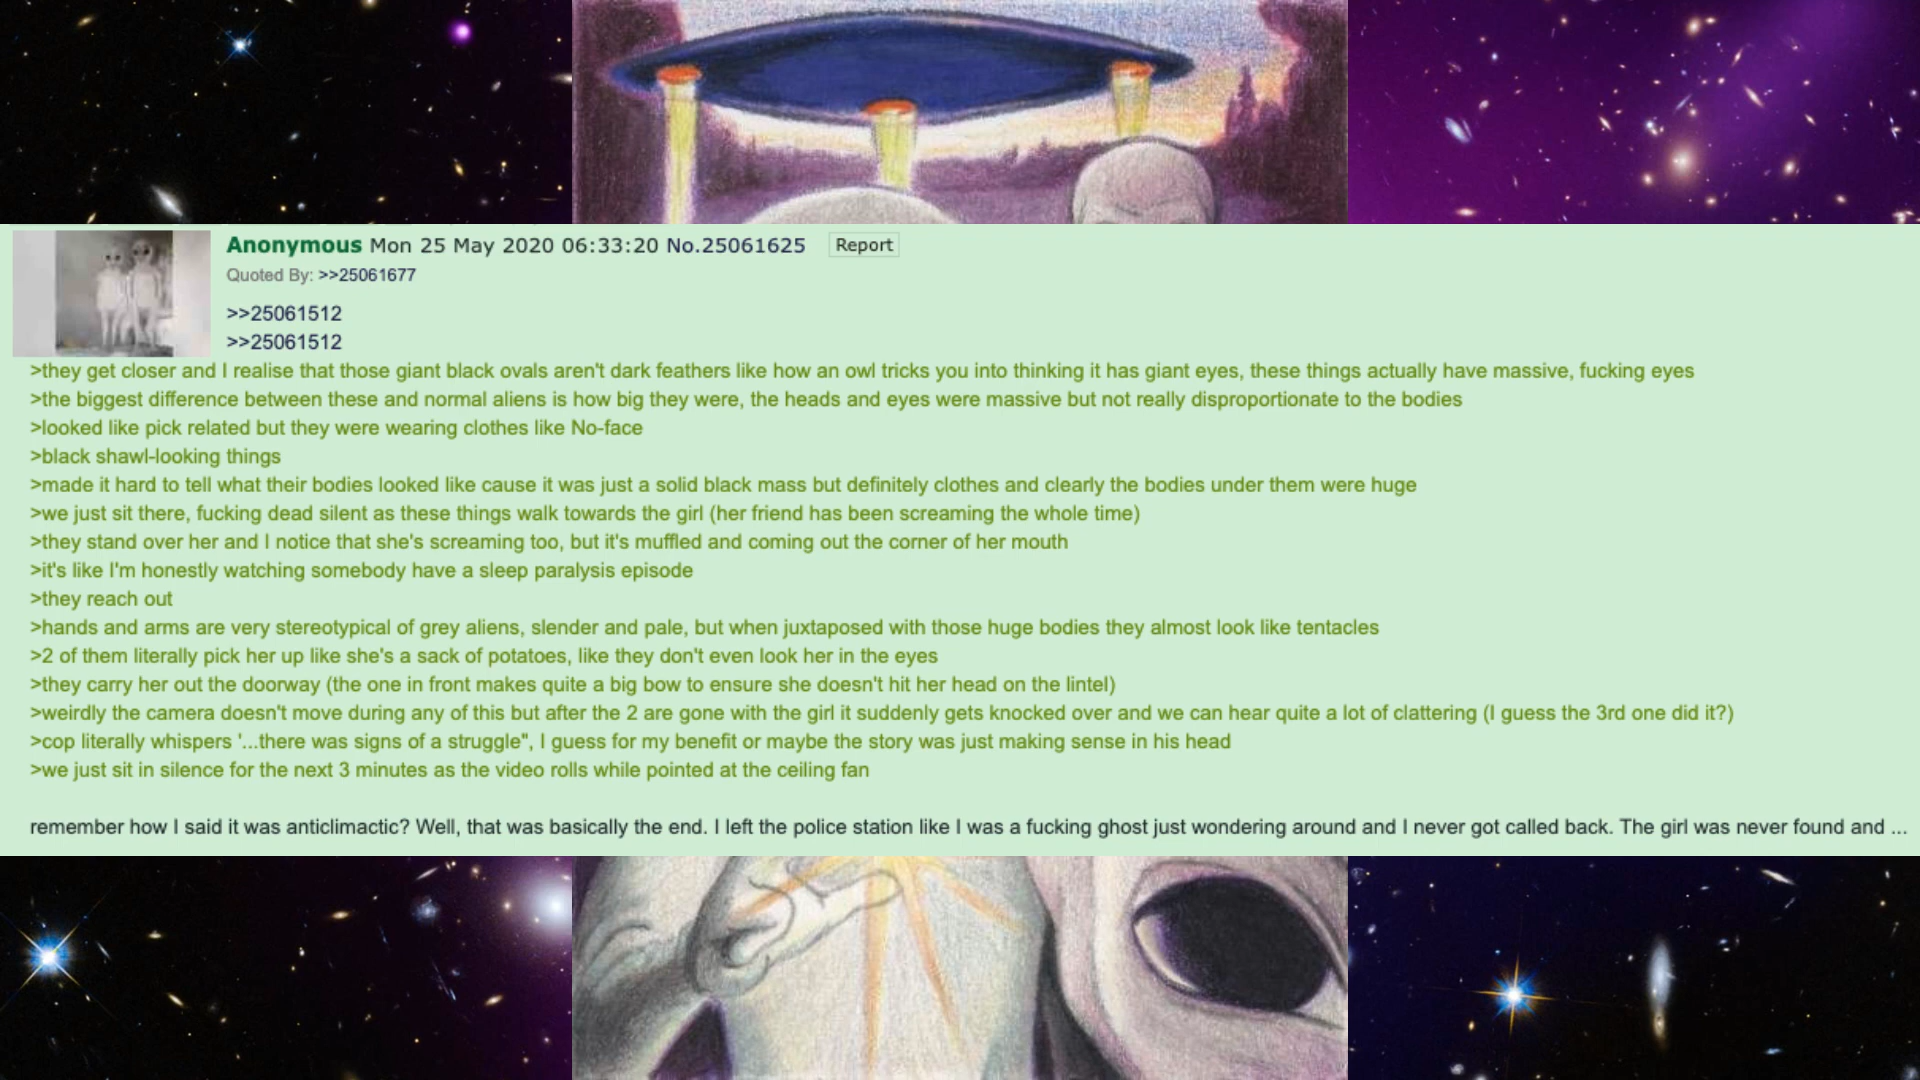 Anonymous Mon 25 May 2020 06:33:20 No.25061625 Report
Quoted By: >>25061677
>>25061512
>>25061512
>they get closer and I realise that those giant black ovals aren't dark feathers like how an owl tricks you into thinking it has giant eyes, these things actually have massive, fucking eyes
>the biggest difference between these and normal aliens is how big they were, the heads and eyes were massive but not really disproportionate to the bodies
>looked like pick related but they were wearing clothes like No-face
>black shawl-looking things
>made it hard to tell what their bodies looked like cause it was just a solid black mass but definitely clothes and clearly the bodies under them were huge
>we just sit there, fucking dead silent as these things walk towards the girl (her friend has been screaming the whole time)
>they stand over her and I notice that she's screaming too, but it's muffled and coming out the corner of her mouth
>it's like I'm honestly watching somebody have a sleep paralysis episode
>they reach out
>hands and arms are very stereotypical of grey aliens, slender and pale, but when juxtaposed with those huge bodies they almost look like tentacles
>2 of them literally pick her up like she's a sack of potatoes, like they don't even look her in the eyes
>they carry her out the doorway (the one in front makes quite a big bow to ensure she doesn't hit her head on the lintel)
>weirdly the camera doesn't move during any of this but after the 2 are gone with the girl it suddenly gets knocked over and we can hear quite a lot of clattering (I guess the 3rd one did it?)
>cop literally whispers '...there was signs of a struggle", I guess for my benefit or maybe the story was just making sense in his head
>we just sit in silence for the next 3 minutes as the video rolls while pointed at the ceiling fan
remember how I said it was anticlimactic? Well, that was basically the end. I left the police station like I was a fucking ghost just wondering around and I never got called back. The girl was never found and ...